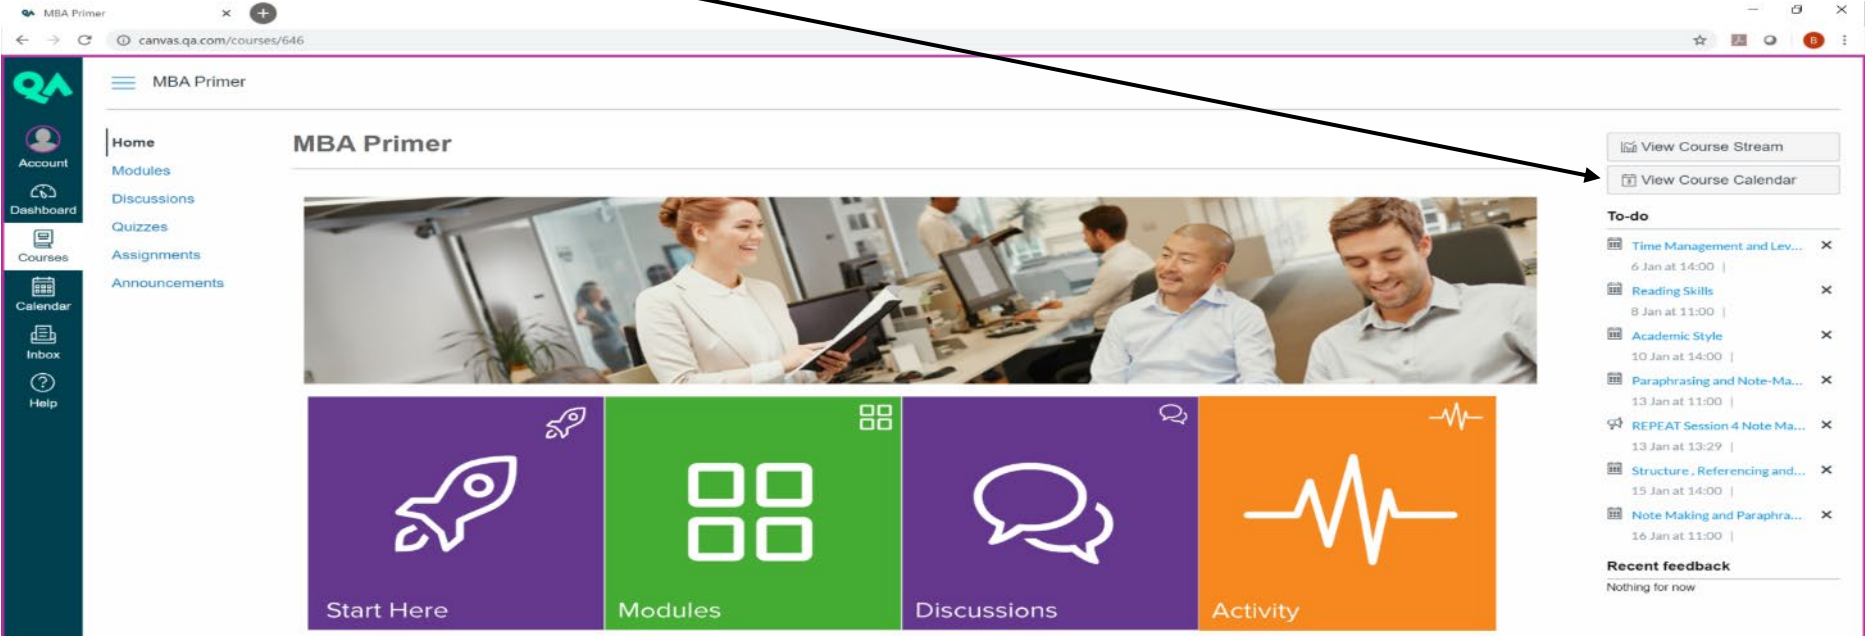 MBA Primer
canvas.qa.com/courses/646
B
QA
MBA Primer
Account
Dashboard
Courses
Calendar
Inbox
Help
Home
Modules
Discussions
Quizzes
Assignments
Announcements
MBA Primer
Start Here
Modules
Discussions
Activity
View Course Stream
View Course Calendar
To-do
Time Management and Lev...
6 Jan at 14:00 |
Reading Skills
8 Jan at 11:00 |
Academic Style
10 Jan at 14:00 |
Paraphrasing and Note-Ma...
13 Jan at 11:00 |
REPEAT Session 4 Note Ma...
13 Jan at 13:29 |
Structure , Referencing and...
15 Jan at 14:00 |
Note Making and Paraphra...
16 Jan at 11:00 |
Recent feedback
Nothing for now